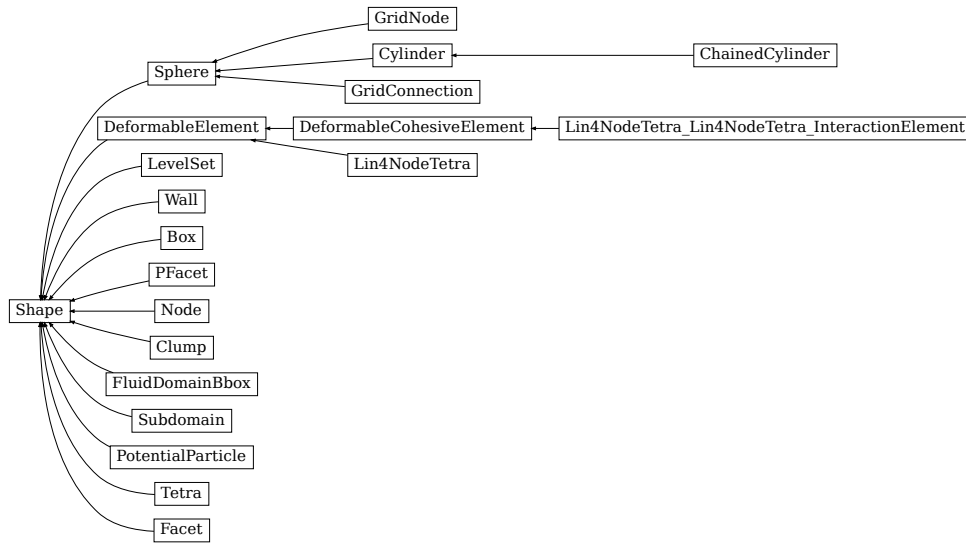 GridNode
Cylinder
ChainedCylinder
Sphere
GridConnection
DeformableElement
DeformableCohesiveElement
Lin4NodeTetra_Lin4NodeTetra_InteractionElement
LevelSet
Lin4NodeTetra
Wall
Box
PFacet
Shape
Node
Clump
FluidDomainBbox
Subdomain
PotentialParticle
Tetra
Facet